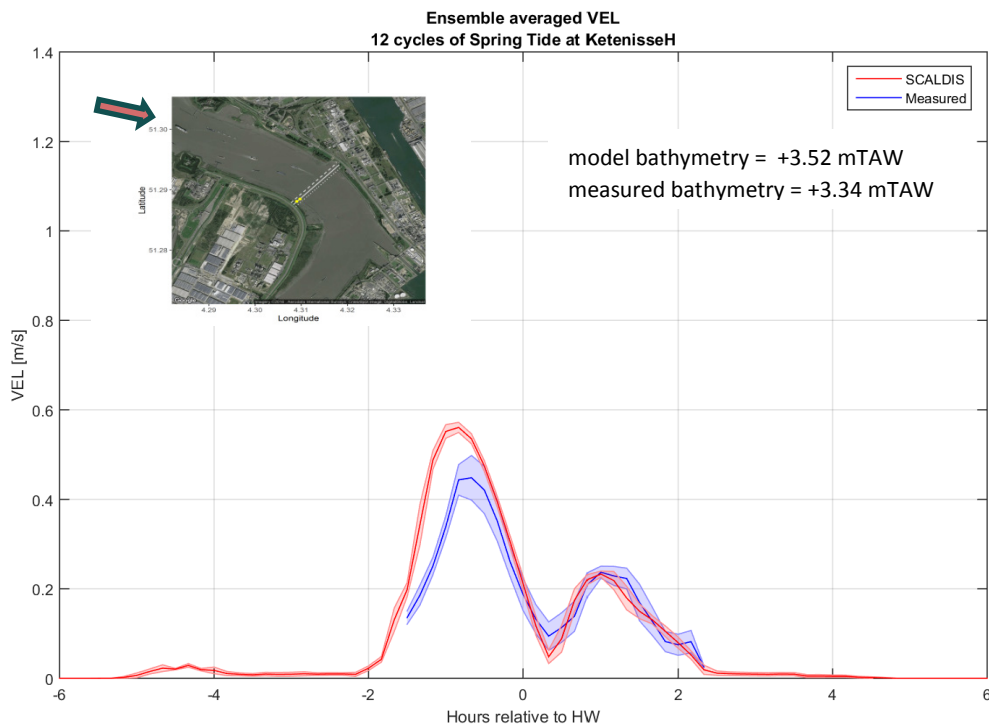 Ensemble averaged VEL
12 cycles of Spring Tide at KetenisseH
1.4
1.2
1
0.8
0.6
0.4
0.2
0
VEL [m/s]
-6
-4
-2
0
2
4
6
Hours relative to HW
SCALDIS
Measured
model bathymetry = +3.52 mTAW
measured bathymetry = +3.34 mTAW
51.30
51.29
51.28
Latitude
4.29
4.30
4.31
4.32
4.33
Longitude
Google